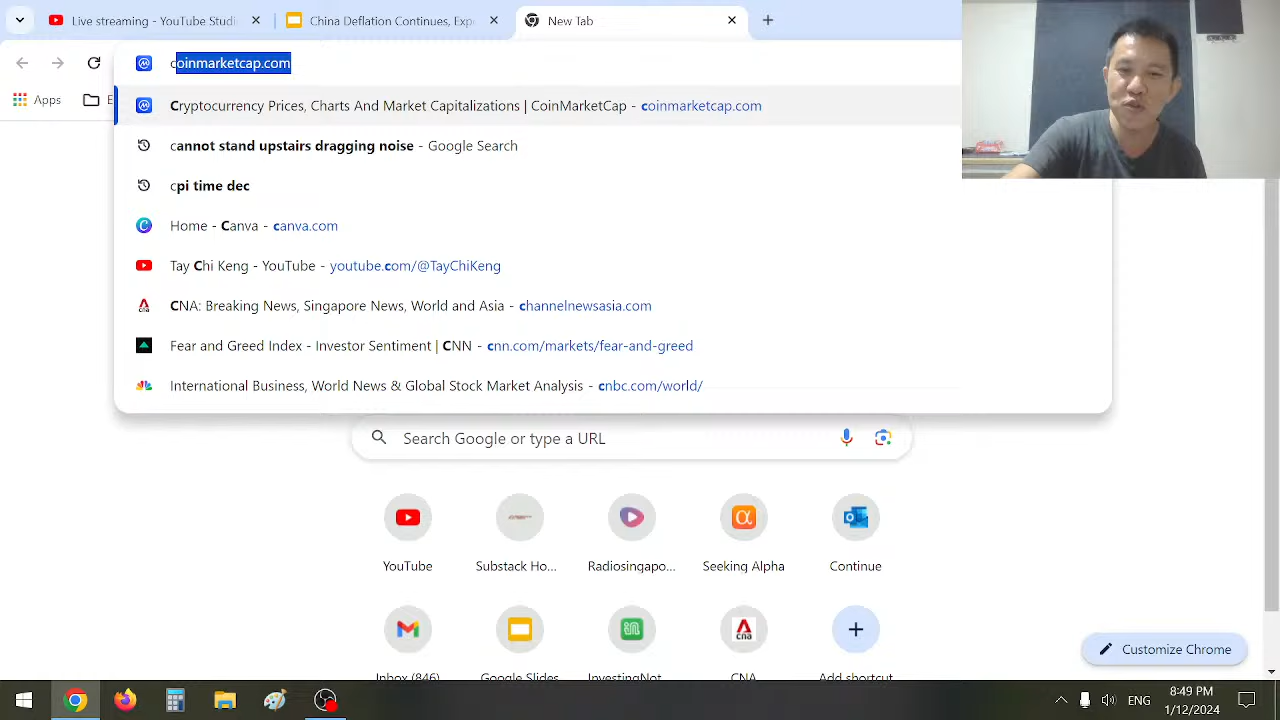 Live streaming - YouTube Studi
China Deflation Continues, Exp
New Tab
coinmarketcap.com
Apps
E
Cryptocurrency Prices, Charts And Market Capitalizations | CoinMarketCap - coinmarketcap.com
cannot stand upstairs dragging noise - Google Search
cpi time dec
Home - Canva - canva.com
Tay Chi Keng - YouTube - youtube.com/@TayChiKeng
CNA: Breaking News, Singapore News, World and Asia - channelnewsasia.com
Fear and Greed Index - Investor Sentiment | CNN - cnn.com/markets/fear-and-greed
International Business, World News & Global Stock Market Analysis - cnbc.com/world/
Search Google or type a URL
YouTube
Substack Ho...
Radiosingapo...
Seeking Alpha
Continue
cna
Inbox (846)
Google Slides
InvestingNot...
CNA
Add shortcut
Customize Chrome
ENG
8:49 PM
1/12/2024